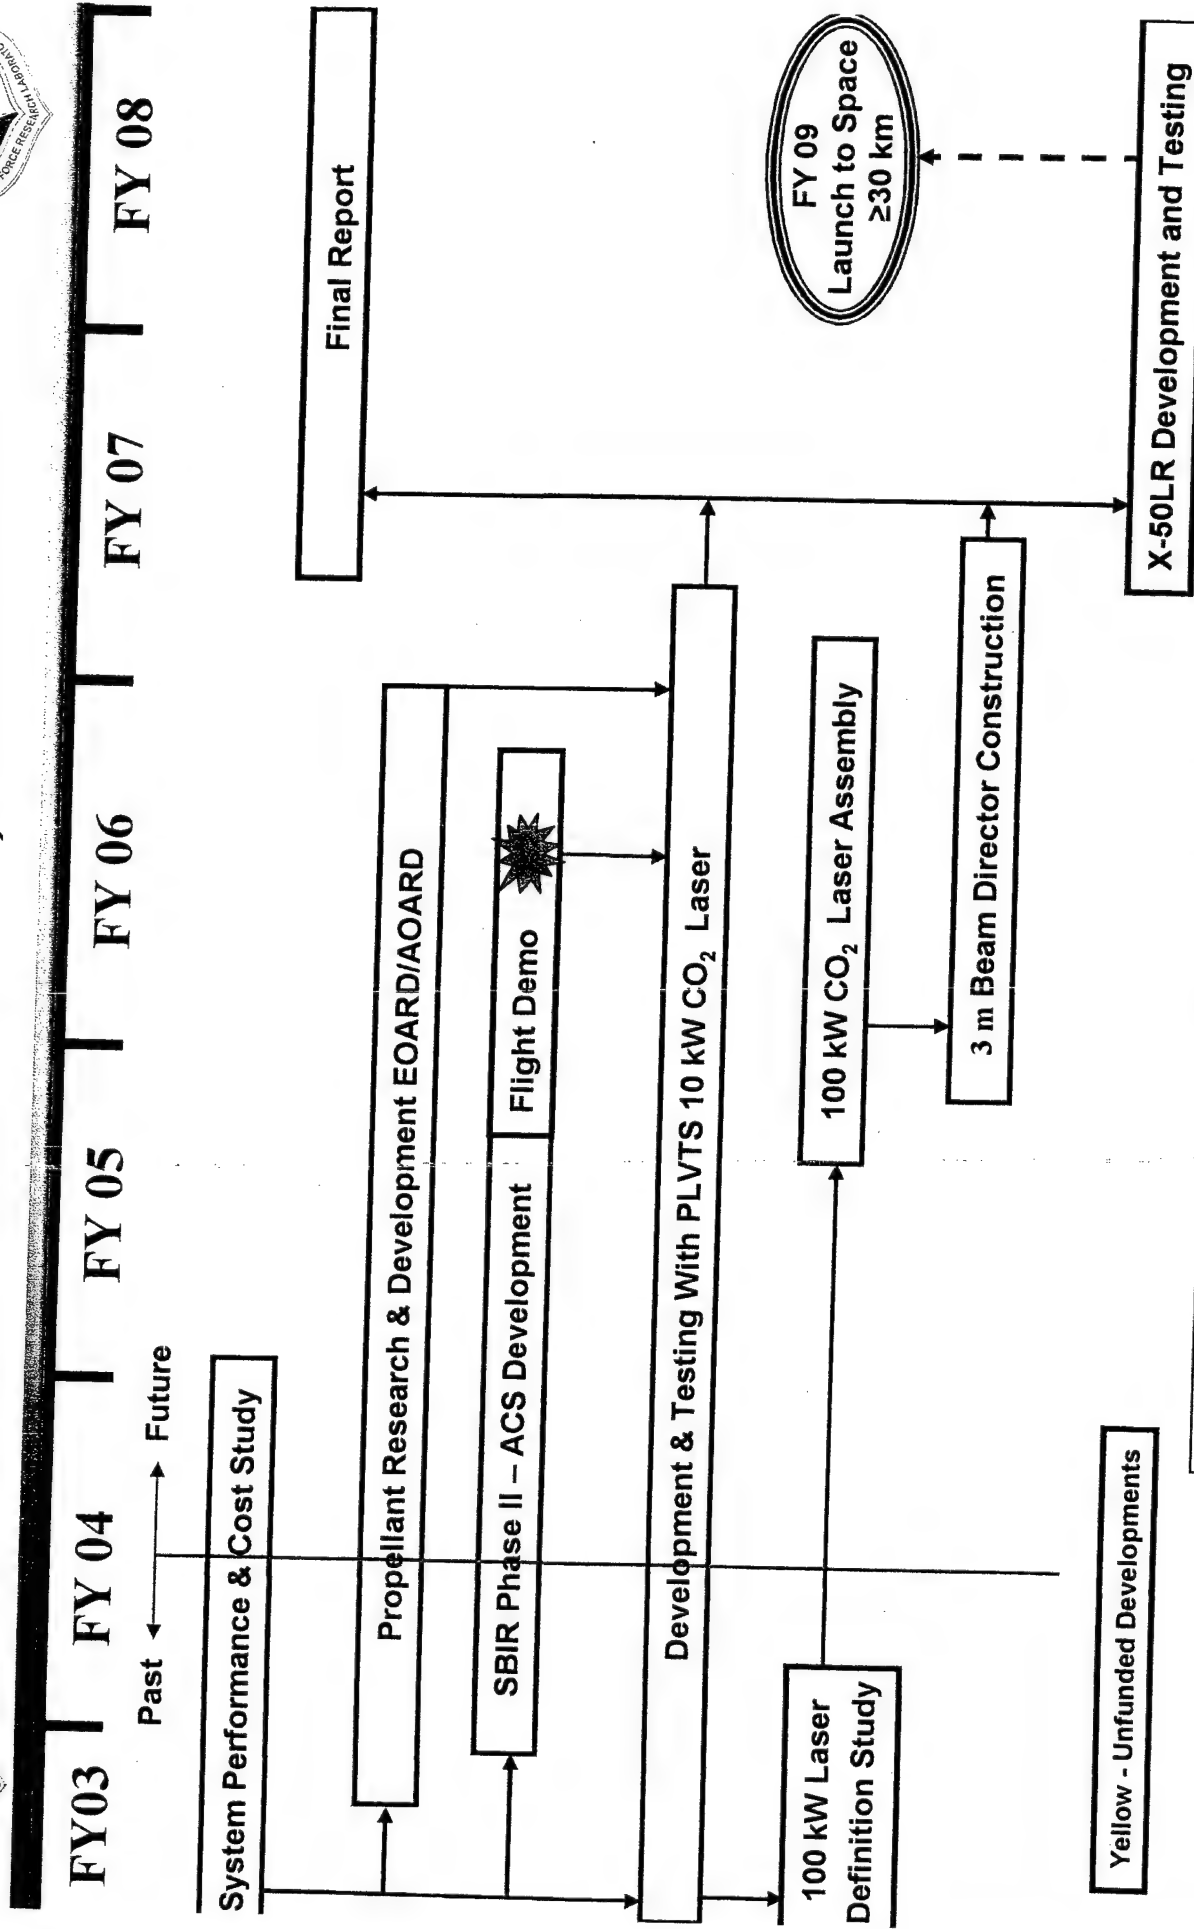 FORCE RESEARCH LABORATO
FY03
FY 04
FY 05
FY 06
FY 07
FY 08
Past
Future
System Performance & Cost Study
Final Report
Propellant Research & Development EOARD/AOARD
SBIR Phase II – ACS Development
Flight Demo
Development & Testing With PLVTS 10 kW CO₂ Laser
100 kW Laser
Definition Study
100 kW CO₂ Laser Assembly
3 m Beam Director Construction
FY 09
Launch to Space
≥30 km
X-50LR Development and Testing
Yellow - Unfunded Developments